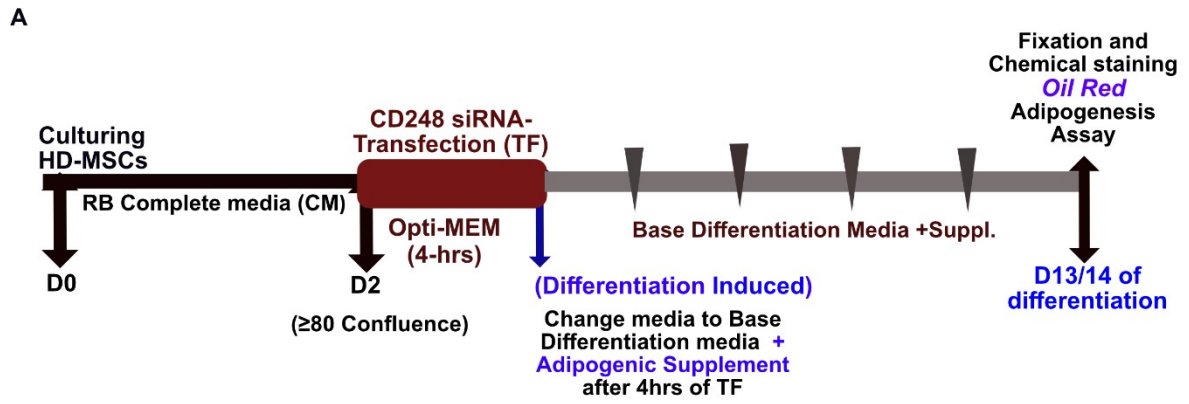 A
Culturing
HD-MSCs
RB Complete media (CM)
D0
D2
(≥80 Confluence)
CD248 siRNA-
Transfection (TF)
Opti-MEM
(4-hrs)
(Differentiation Induced)
Change media to Base
Differentiation media +
Adipogenic Supplement
after 4hrs of TF
Base Differentiation Media +Suppl.
Fixation and
Chemical staining
Oil Red
Adipogenesis
Assay
D13/14 of
differentiation